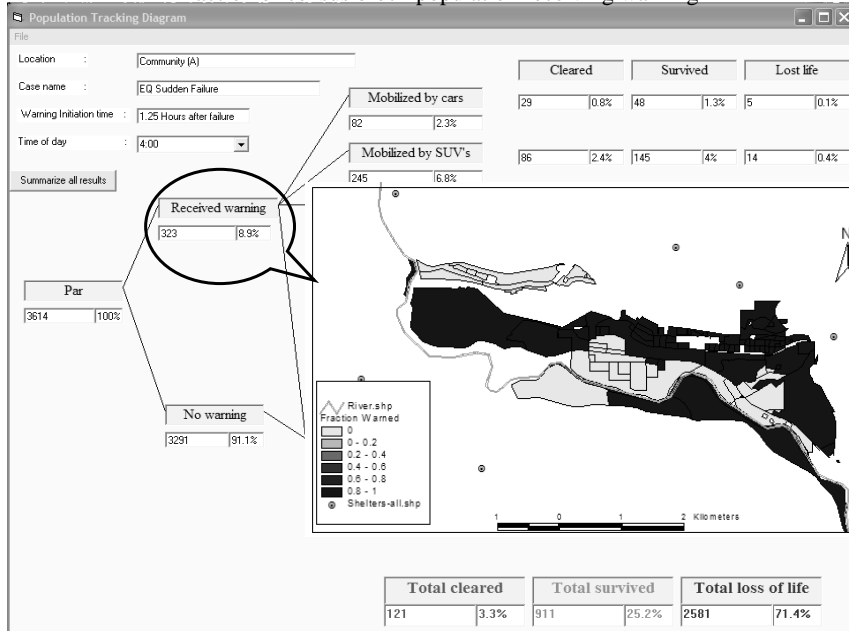 population receiving warning
Population Tracking Diagram
File
Location : Community (A)
Case name : EQ Sudden Failure
Warning Initiation time : 1.25 Hours after failure
Time of day : 4:00
Summarize all results
Cleared Survived Lost life
Mobilized by cars
82 2.3%
29 0.8% 48 1.3% 5 0.1%
Mobilized by SUV's
245 6.8%
86 2.4% 145 4% 14 0.4%
Received warning
323 8.9%
Par
3614 100%
No warning
3291 91.1%
N
River.shp
Fraction Warned
0
0 - 0.2
0.2 - 0.4
0.4 - 0.6
0.6 - 0.8
0.8 - 1
Shelters-all.shp
1 0 1 2 Kilometers
Total cleared Total survived Total loss of life
121 3.3% 911 25.2% 2581 71.4%